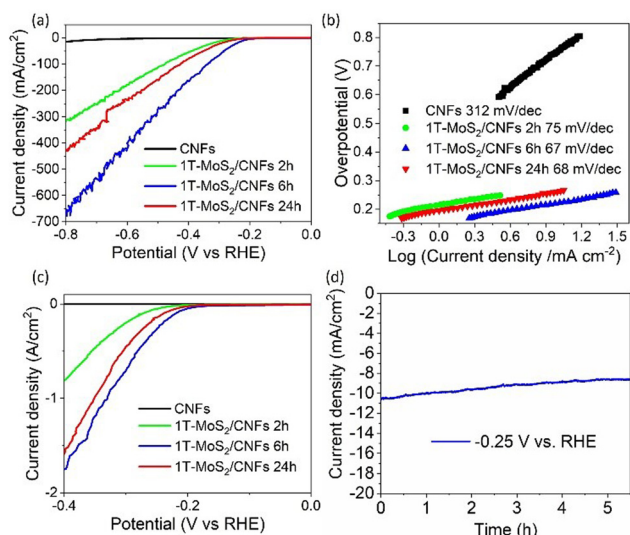 (a)
Current density (mA/cm²)
0
-100
-200
-300
-400
-500
-600
-700
CNFs
1T-MoS₂/CNFs 2h
1T-MoS₂/CNFs 6h
1T-MoS₂/CNFs 24h
-0.8 -0.6 -0.4 -0.2 -0.0
Potential (V vs RHE)
(b)
Overpotential (V)
0.8
0.7
0.6
0.5
0.4
0.3
0.2
CNFs 312 mV/dec
1T-MoS₂/CNFs 2h 75 mV/dec
1T-MoS₂/CNFs 6h 67 mV/dec
1T-MoS₂/CNFs 24h 68 mV/dec
-0.3 0.0 0.3 0.6 0.9 1.2 1.5
Log (Current density /mA cm⁻²)
(c)
Current density (A/cm²)
0
-1
-2
CNFs
1T-MoS₂/CNFs 2h
1T-MoS₂/CNFs 6h
1T-MoS₂/CNFs 24h
-0.4 -0.3 -0.2 -0.1 0.0
Potential (V vs RHE)
(d)
Current density (mA/cm²)
0
-2
-4
-6
-8
-10
-12
-14
-16
-18
-20
-0.25 V vs. RHE
0 1 2 3 4 5
Time (h)